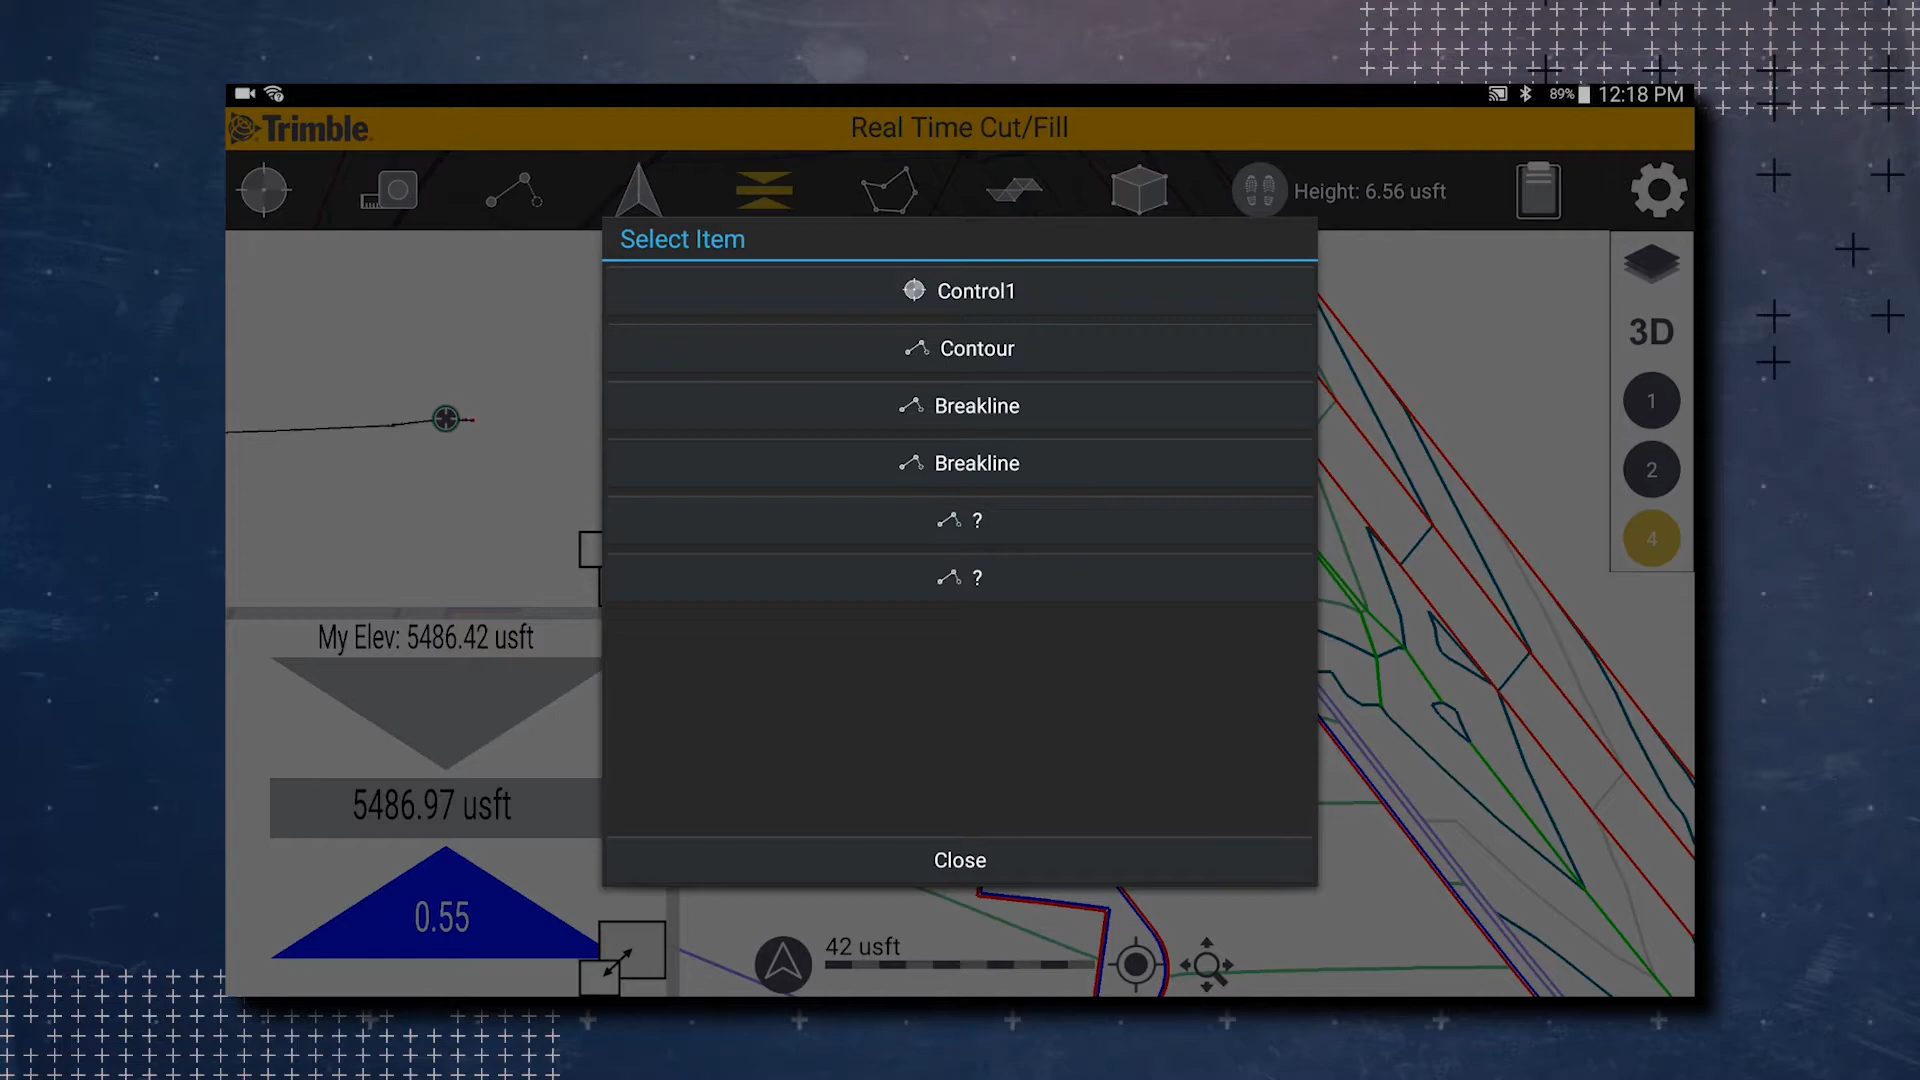 89% 12:18 PM
Trimble
Real Time Cut/Fill
Height: 6.56 usft
Select Item
Control1
Contour
Breakline
Breakline
?
?
Close
3D
1
2
4
My Elev: 5486.42 usft
5486.97 usft
0.55
42 usft